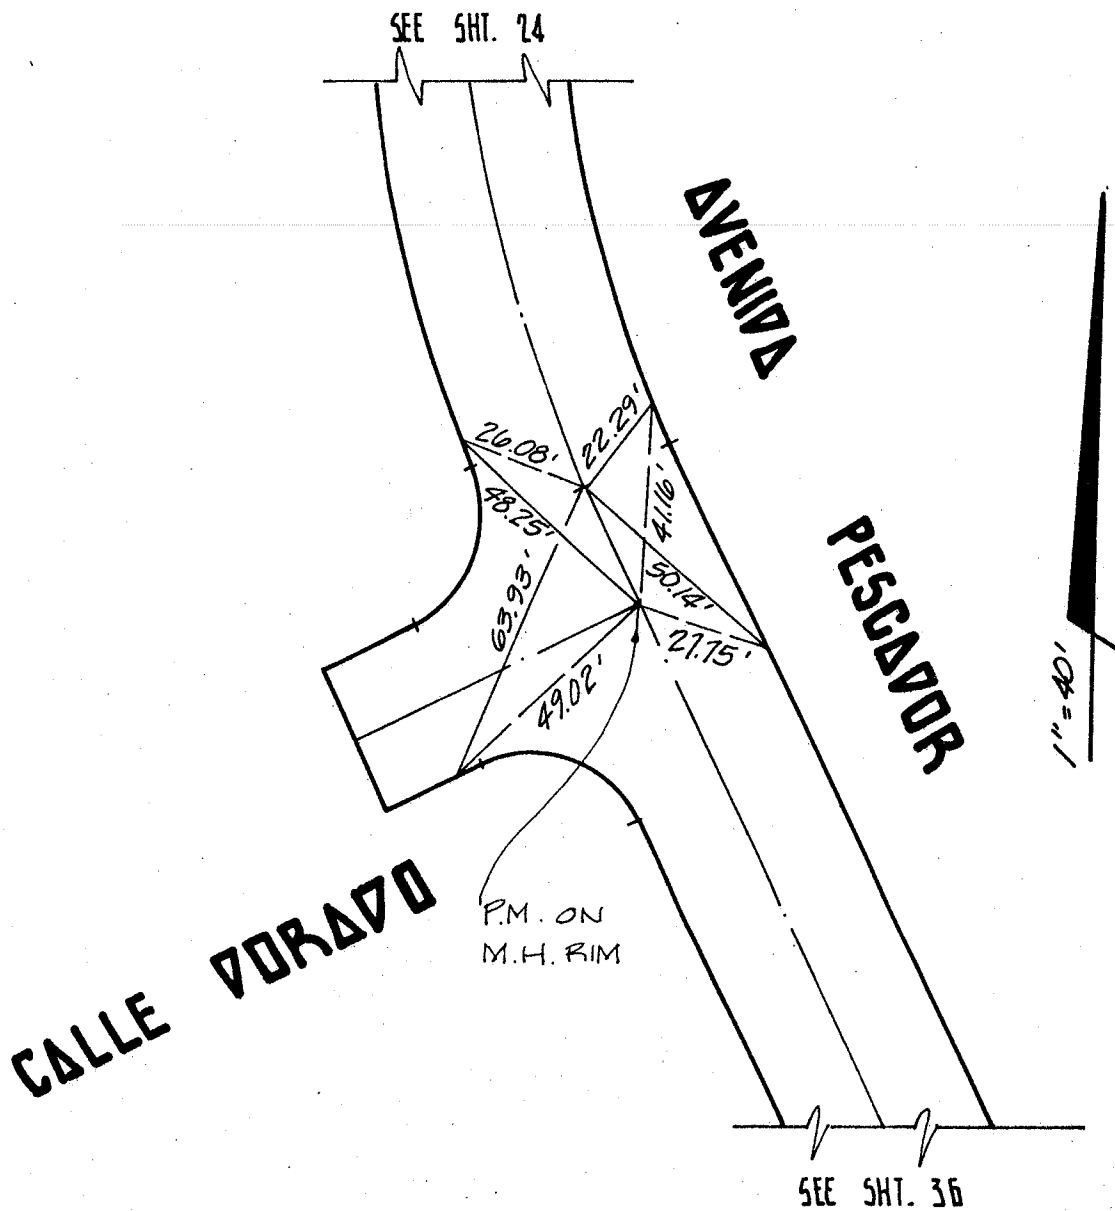 SEE SHT. 24
AVENIDA
PESCADOR
26.08'
22.29'
48.25'
41.16'
63.93'
50.14'
27.75'
49.02'
1" = 40'
P.M. ON
M.H. RIM
CALLE DORADO
SEE SHT. 36